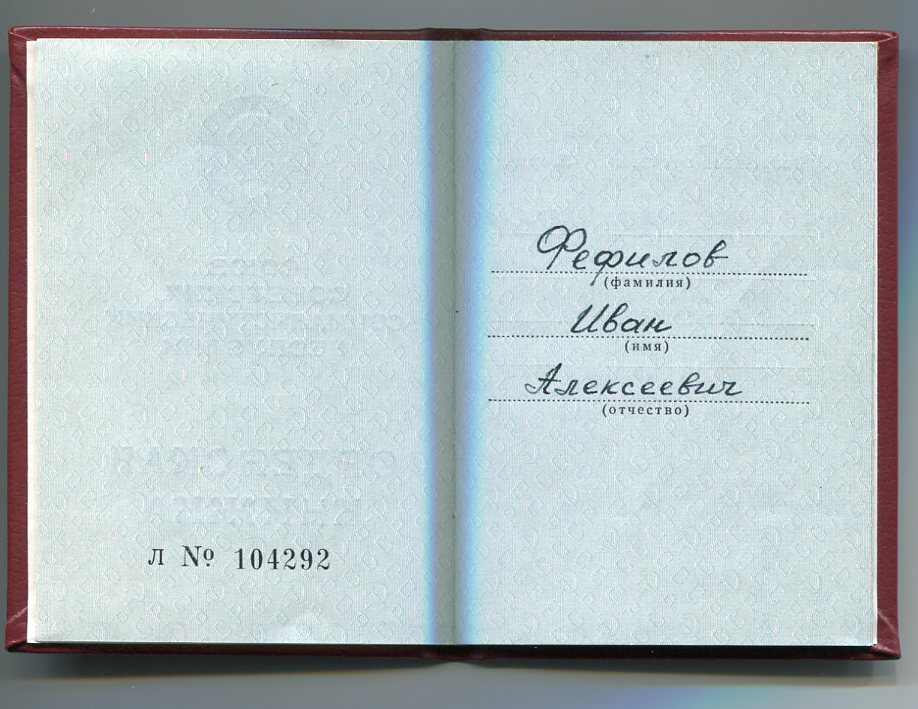 л № 104292
Фефилов
(фамилия)
Иван
(имя)
Алексеевич
(отчество)